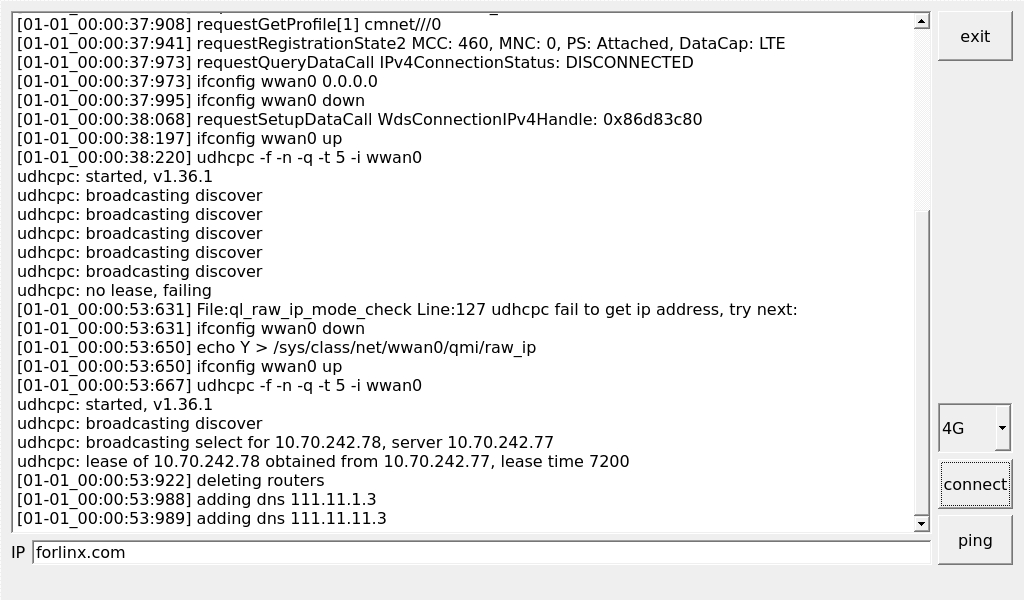 [01-01_00:00:37:908] requestGetProfile[1] cmnet///0
[01-01_00:00:37:941] requestRegistrationState2 MCC: 460, MNC: 0, PS: Attached, DataCap: LTE
[01-01_00:00:37:973] requestQueryDataCall IPv4ConnectionStatus: DISCONNECTED
[01-01_00:00:37:973] ifconfig wwan0 0.0.0.0
[01-01_00:00:37:995] ifconfig wwan0 down
[01-01_00:00:38:068] requestSetupDataCall WdsConnectionIPv4Handle: 0x86d83c80
[01-01_00:00:38:197] ifconfig wwan0 up
[01-01_00:00:38:220] udhcpc -f -n -q -t 5 -i wwan0
udhcpc: started, v1.36.1
udhcpc: broadcasting discover
udhcpc: broadcasting discover
udhcpc: broadcasting discover
udhcpc: broadcasting discover
udhcpc: broadcasting discover
udhcpc: no lease, failing
[01-01_00:00:53:631] File:ql_raw_ip_mode_check Line:127 udhcpc fail to get ip address, try next:
[01-01_00:00:53:631] ifconfig wwan0 down
[01-01_00:00:53:650] echo Y > /sys/class/net/wwan0/qmi/raw_ip
[01-01_00:00:53:650] ifconfig wwan0 up
[01-01_00:00:53:667] udhcpc -f -n -q -t 5 -i wwan0
udhcpc: started, v1.36.1
udhcpc: broadcasting discover
udhcpc: broadcasting select for 10.70.242.78, server 10.70.242.77
udhcpc: lease of 10.70.242.78 obtained from 10.70.242.77, lease time 7200
[01-01_00:00:53:922] deleting routers
[01-01_00:00:53:988] adding dns 111.11.1.3
[01-01_00:00:53:989] adding dns 111.11.11.3
IP forlinx.com
exit
4G
connect
ping